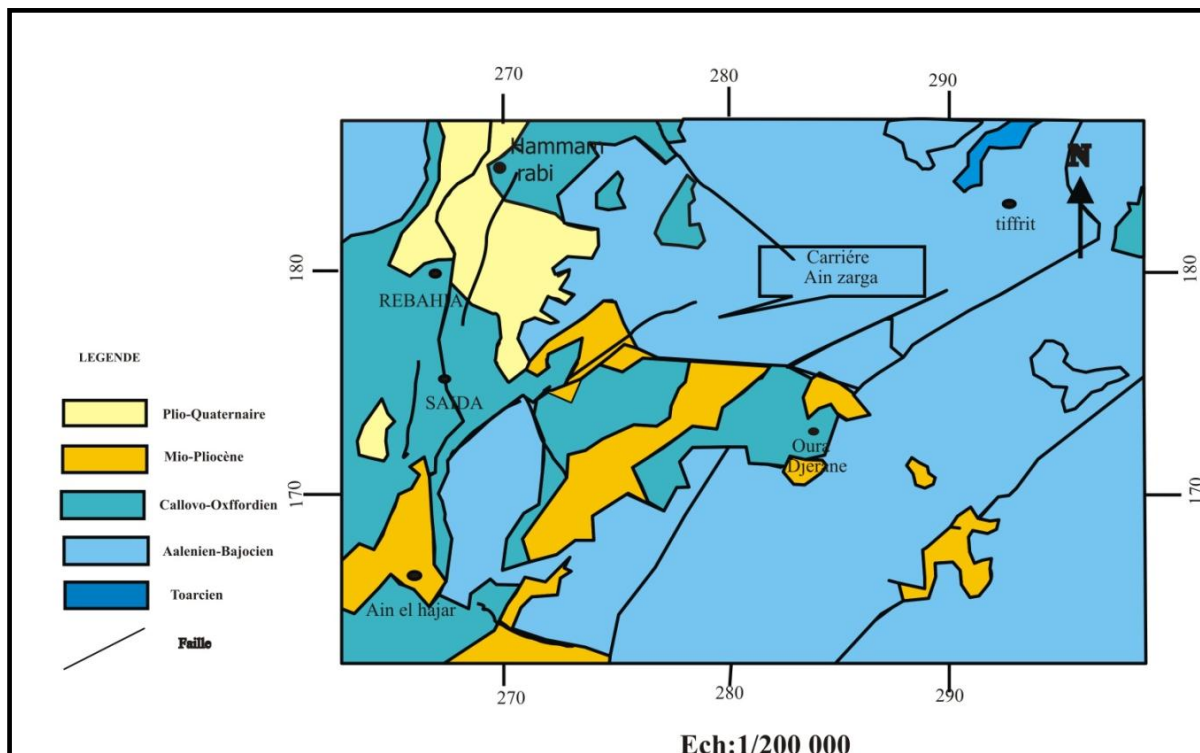 270
280
290
Hammam
rabi
N
tiffrit
180
Carriére
Ain zarga
180
REBAHIA
LEGENDE
SAIDA
Plio-Quaternaire
Mio-Pliocène
Oura
Djerane
170
170
Callovo-Oxffordien
Aalenien-Bajocien
Toarcien
Ain el hajar
Faille
270
280
290
Ech:1/200 000